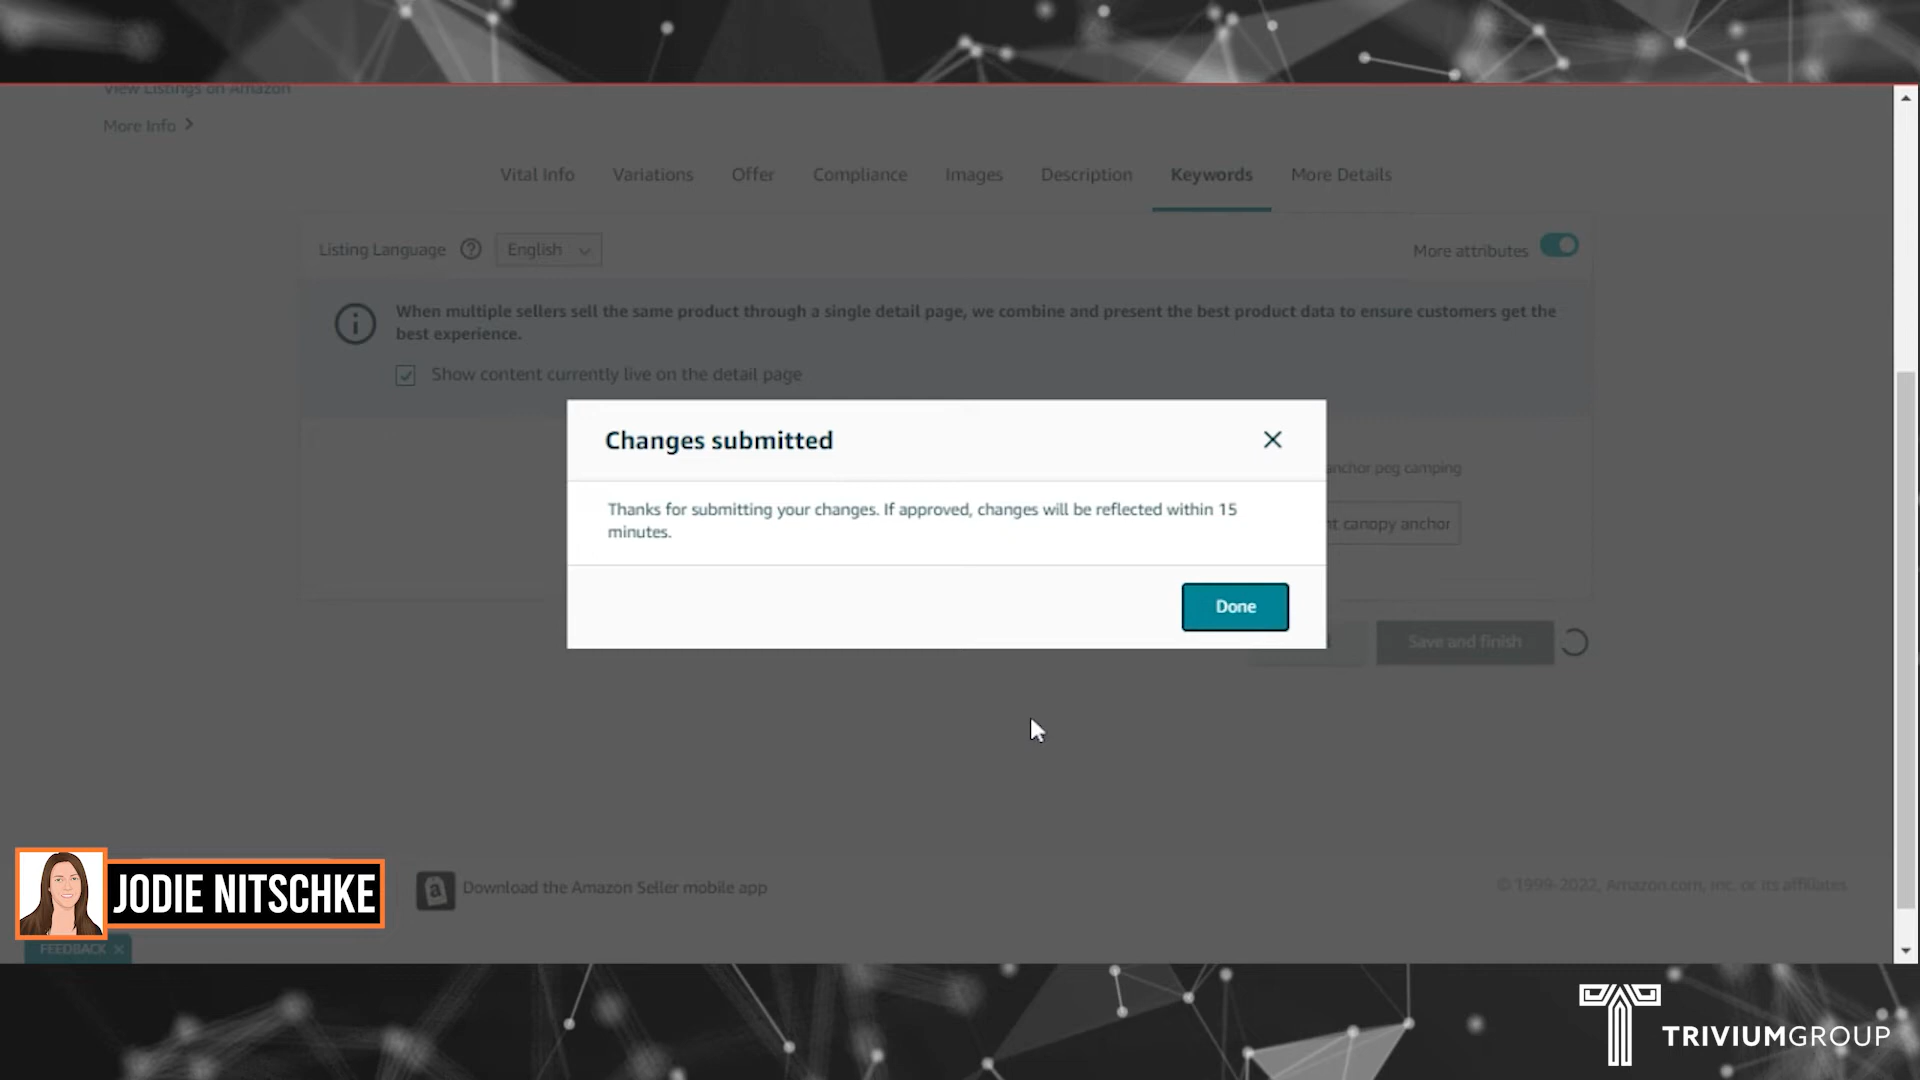 View Listings on Amazon
More Info
Vital Info Variations Offer Compliance Images Description Keywords More Details
Listing Language English More attributes
When multiple sellers sell the same product through a single detail page, we combine and present the best product data to ensure customers get the
best experience.
Show content currently live on the detail page
Changes submitted
anchor peg camping
Thanks for submitting your changes. If approved, changes will be reflected within 15
minutes.
canopy anchor
Done
Save and finish
JODIE NITSCHKE
Download the Amazon Seller mobile app
© 1999-2022, Amazon.com, Inc. or its affiliates
FEEDBACK
TRIVIUMGROUP